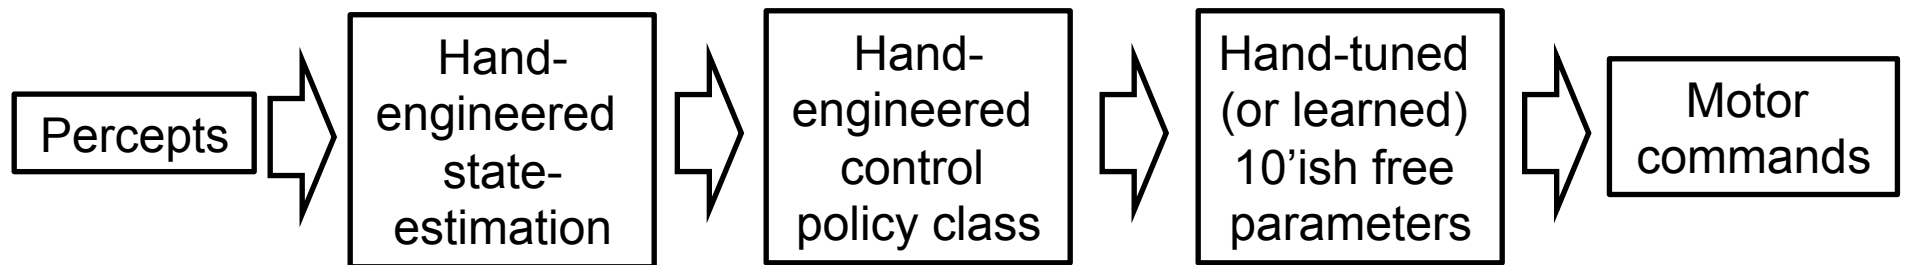 Percepts
Hand-
engineered
state-
estimation
Hand-
engineered
control
policy class
Hand-tuned
(or learned)
10’ish free
parameters
Motor
commands